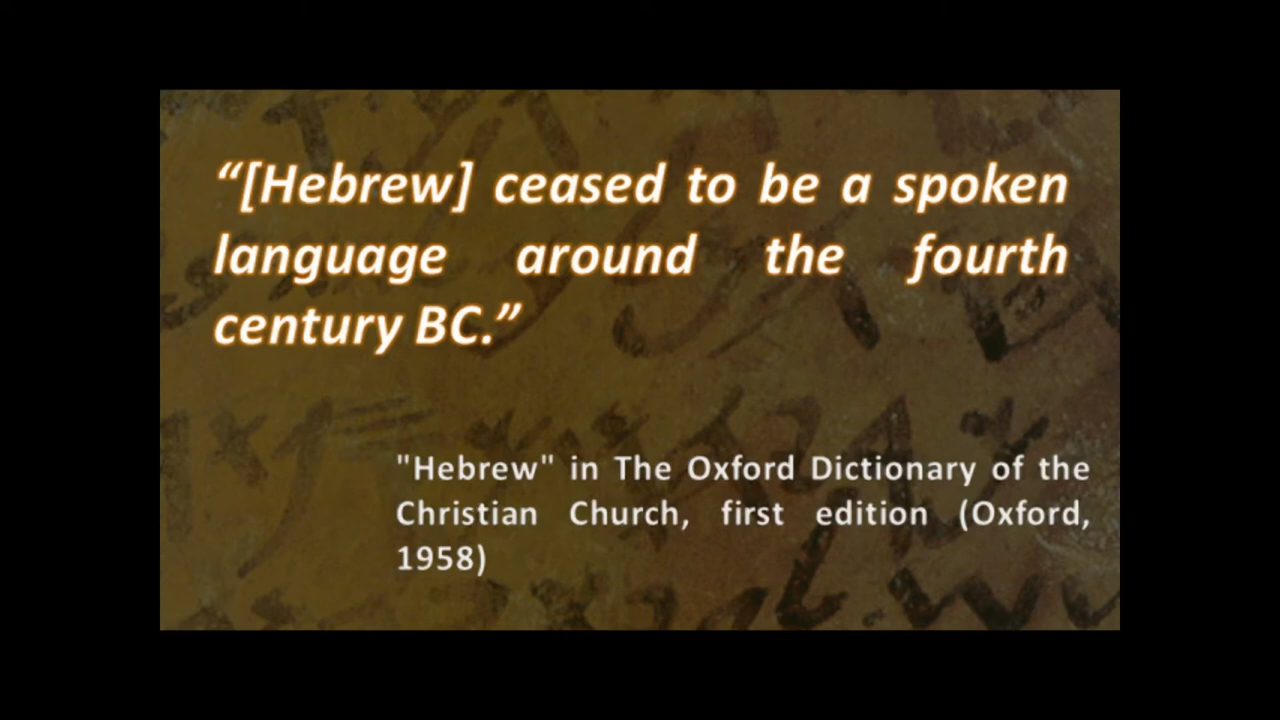 “[Hebrew] ceased to be a spoken
language around the fourth
century BC.”
"Hebrew" in The Oxford Dictionary of the
Christian Church, first edition (Oxford,
1958)